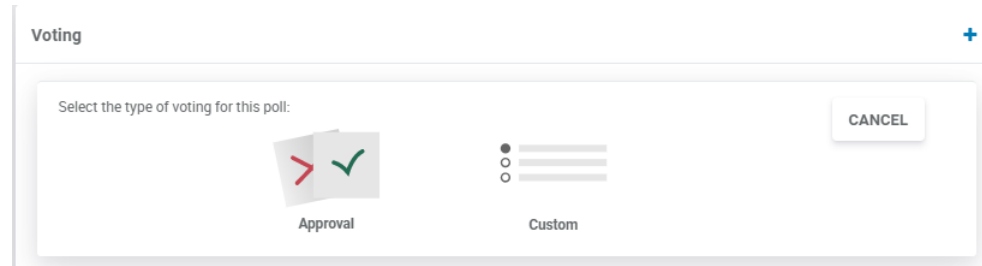 Voting
Select the type of voting for this poll:
CANCEL
Approval
Custom